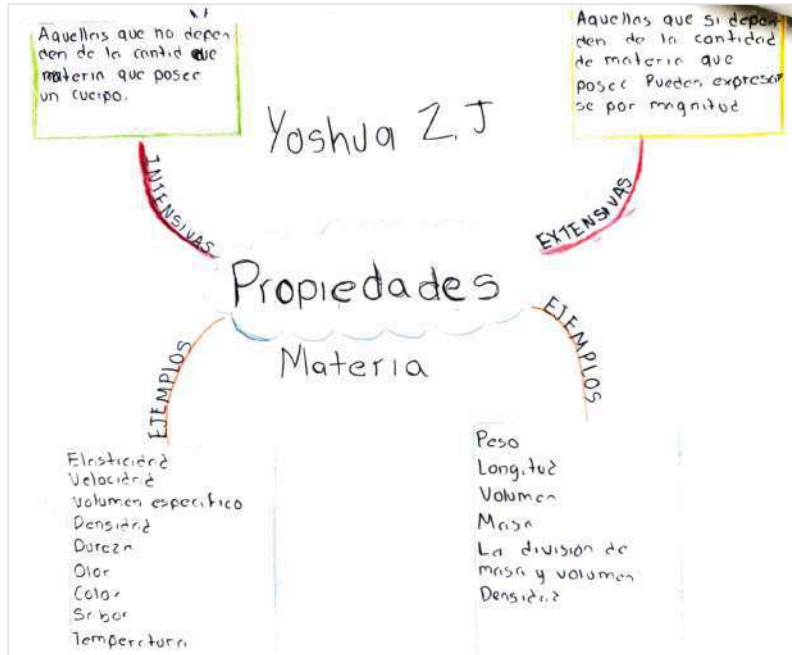 Aquellas que no depen
den de la cantid que
materia que posee
un cuerpo.
Aquellas que si depen
den de la cantidad
de materia que
posee Pueden expresar
se por magnitud
Yoshua Z.J
INTENSIVAS
EXTENSIVAS
Propiedades
Materia
EJEMPLOS
EJEMPLOS
Elasticidad
Velocidad
Volumen especifico
Densidad
Dureza
Olor
Color
Sabor
Temperatura
Peso
Longitud
Volumen
Masa
La división de
masa y volumen
Densidad